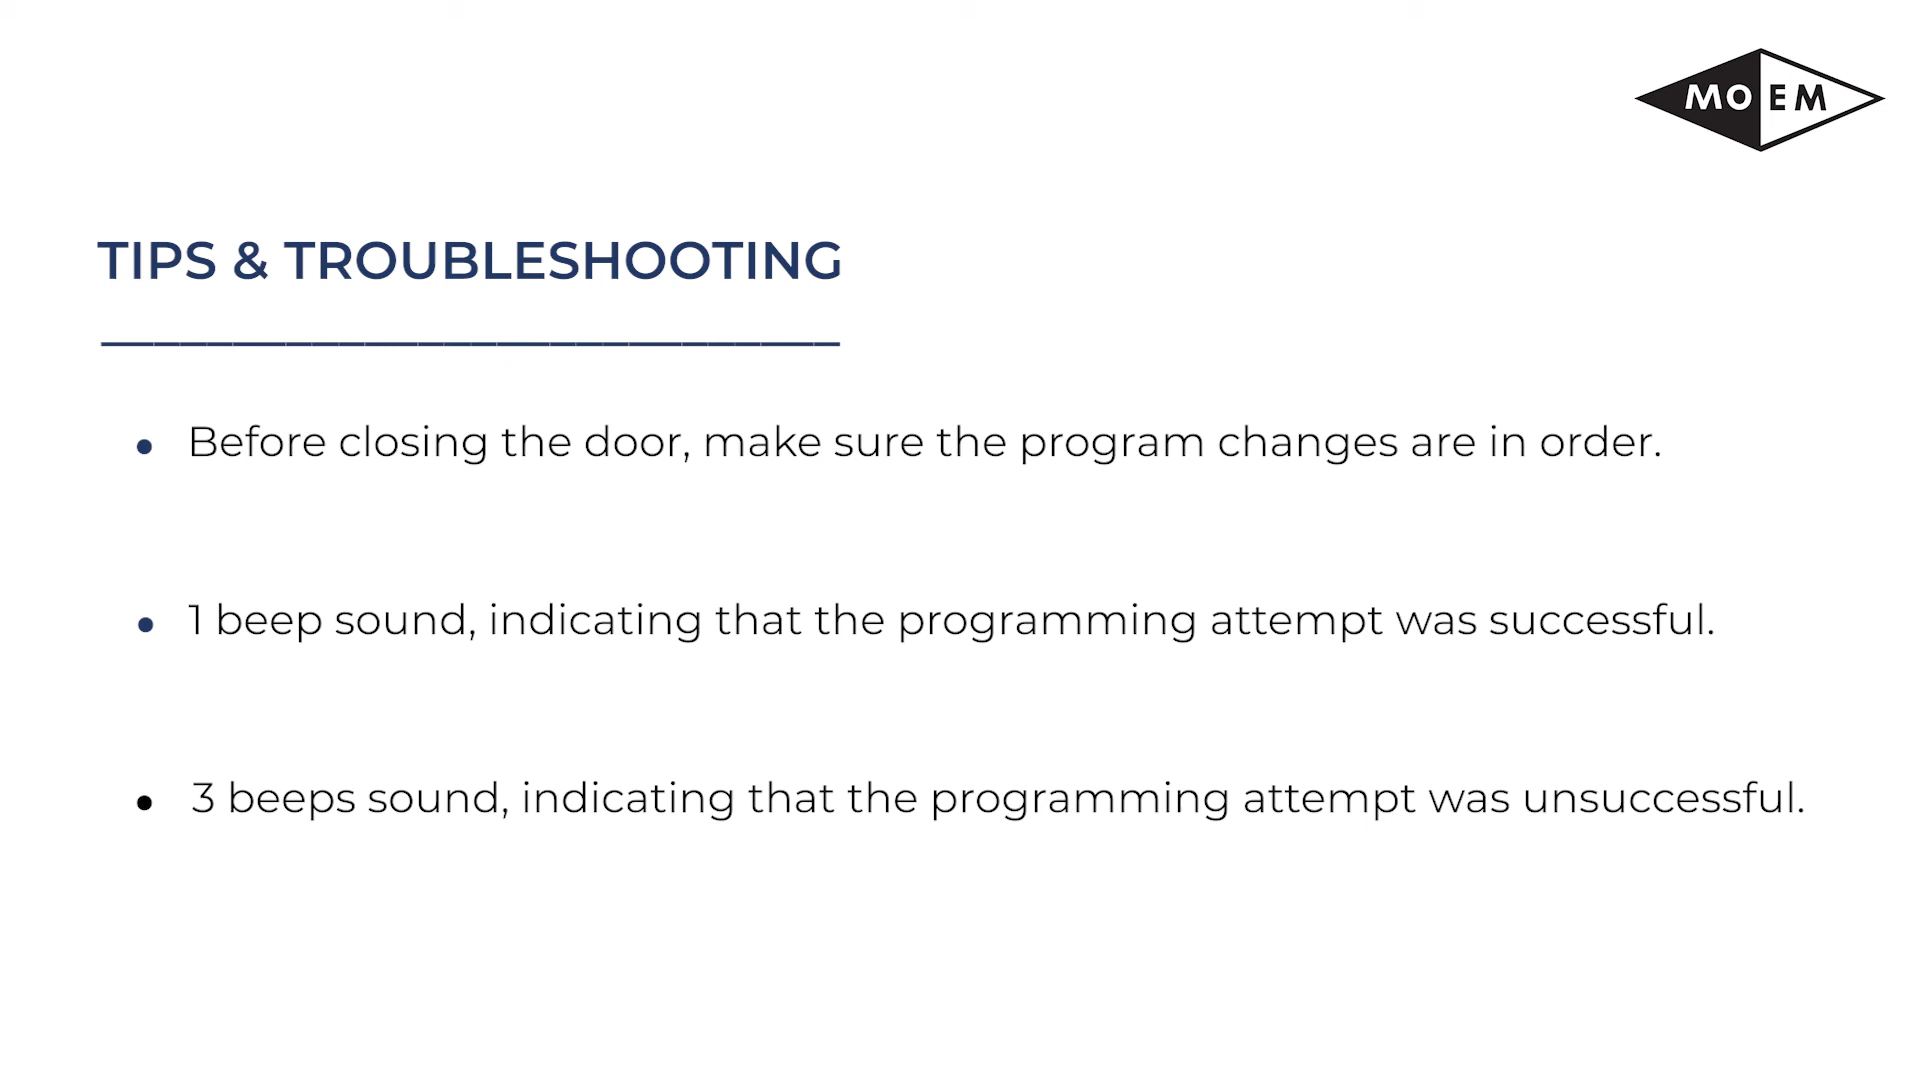 MOEM
TIPS & TROUBLESHOOTING
Before closing the door, make sure the program changes are in order.
1 beep sound, indicating that the programming attempt was successful.
3 beeps sound, indicating that the programming attempt was unsuccessful.